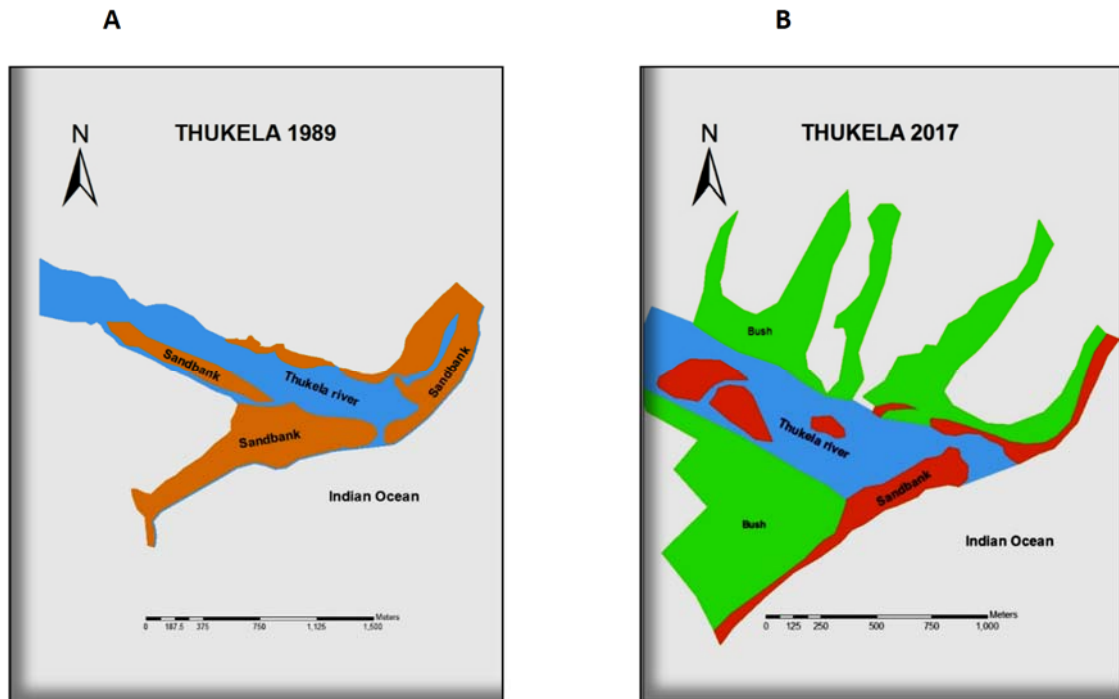 A
B
N
THUKELA 1989
Sandbank
Thukela river
Sandbank
Sandbank
Indian Ocean
Meters
0 187.5 375 750 1,125 1,500
N
THUKELA 2017
Bush
Thukela river
Sandbank
Bush
Indian Ocean
Meters
0 125 250 500 750 1,000